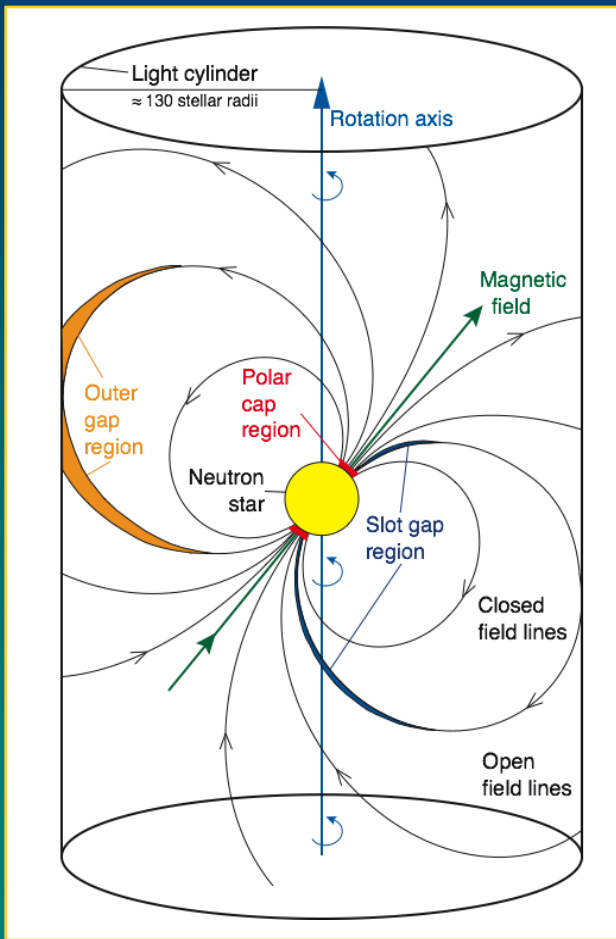 Light cylinder
≈ 130 stellar radii
Rotation axis
Magnetic
field
Outer
gap
region
Polar
cap
region
Neutron
star
Slot gap
region
Closed
field lines
Open
field lines